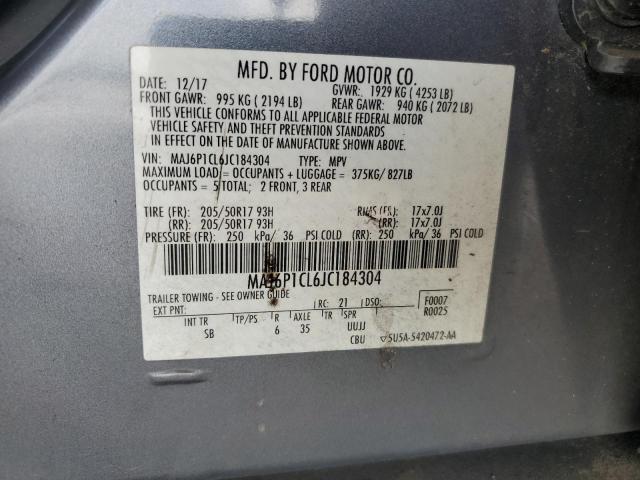 MFD. BY FORD MOTOR CO.
DATE: 12/17 GVWR: 1929 KG ( 4253 LB)
FRONT GAWR: 995 KG ( 2194 LB) REAR GAWR: 940 KG ( 2072 LB)
THIS VEHICLE CONFORMS TO ALL APPLICABLE FEDERAL MOTOR
VEHICLE SAFETY AND THEFT PREVENTION STANDARDS
IN EFFECT ON THE DATE OF MANUFACTURE SHOWN ABOVE.
VIN: MAJ6P1CL6JC184304 TYPE: MPV
MAXIMUM LOAD = OCCUPANTS + LUGGAGE = 375KG/ 827LB
OCCUPANTS = 5 TOTAL; 2 FRONT, 3 REAR
TIRE (FR): 205/50R17 93H RIMS (FR): 17x7.0J
(RR): 205/50R17 93H (RR): 17x7.0J
PRESSURE (FR): 250 kPa/ 36 PSI COLD (RR): 250 kPa/ 36 PSI COLD
MAJ6P1CL6JC184304
TRAILER TOWING - SEE OWNER GUIDE
EXT PNT: RC: 21 DSO: F0007
R0025
INT TR TP/PS R AXLE TR SPR
SB 6 35 UUJJ
CBU 5U5A-5420472-AA